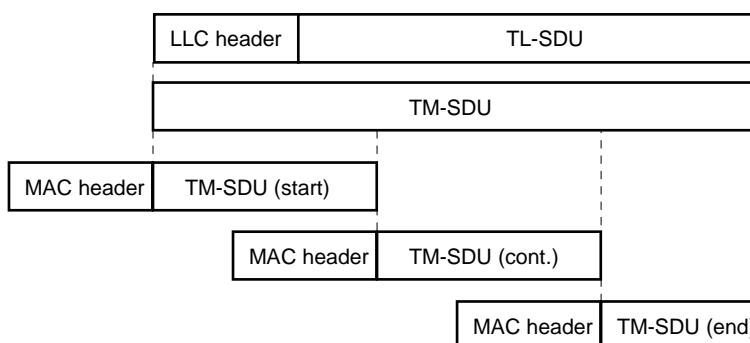 LLC header TL-SDU
TM-SDU
MAC header TM-SDU (start)
MAC header TM-SDU (cont.)
MAC header TM-SDU (end)